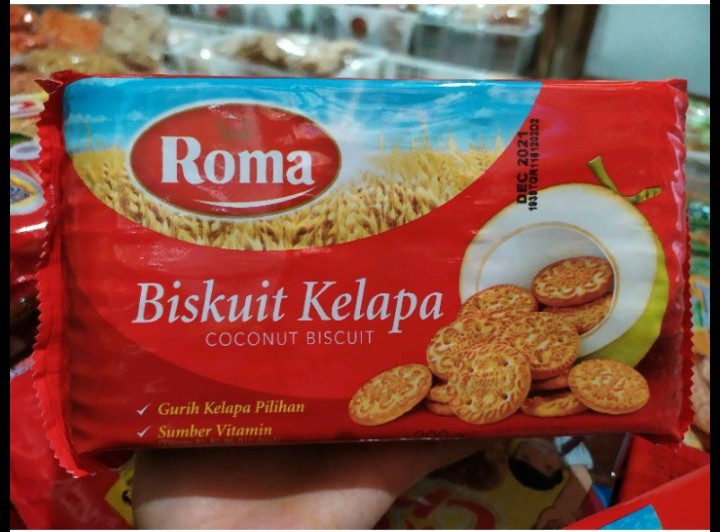 Roma
DEC 2021
Biskuit Kelapa
COCONUT BISCUIT
✓ Gurih Kelapa Pilihan
✓ Sumber Vitamin